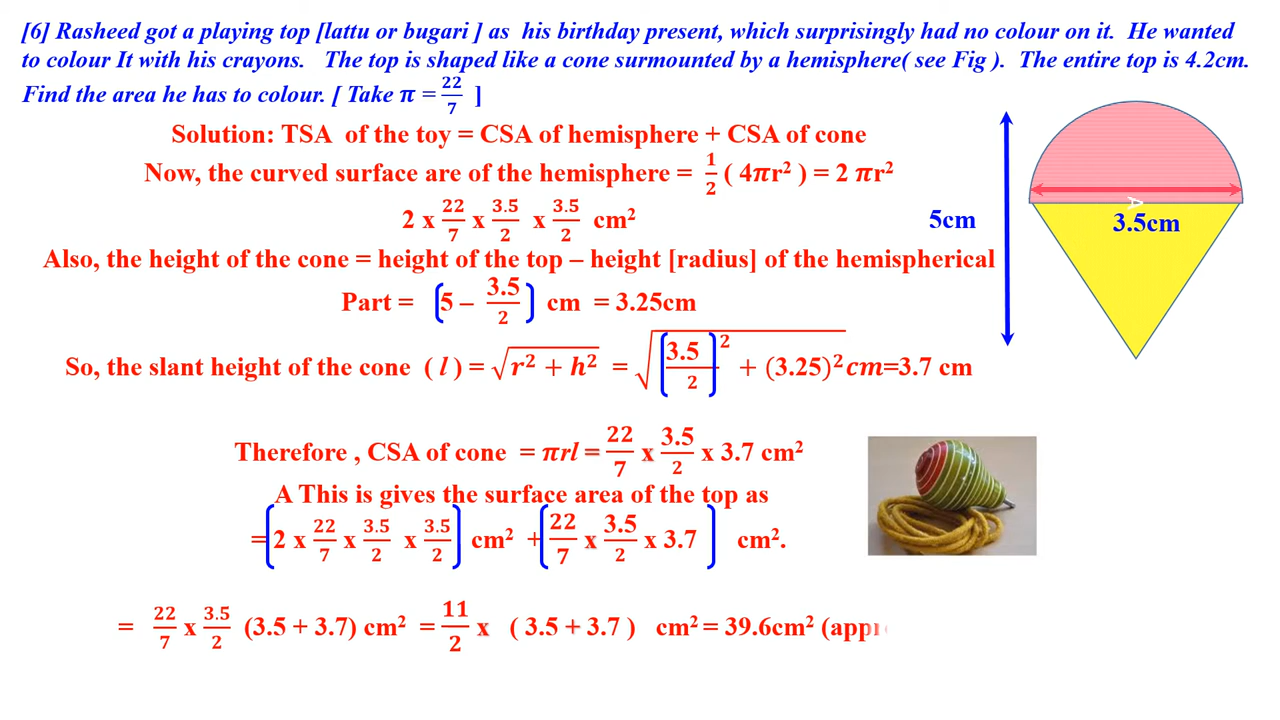 [6] Rasheed got a playing top [lattu or bugari ] as his birthday present, which surprisingly had no colour on it. He wanted
to colour It with his crayons. The top is shaped like a cone surmounted by a hemisphere( see Fig ). The entire top is 4.2cm.
Find the area he has to colour. [ Take π = 22/7 ]
Solution: TSA of the toy = CSA of hemisphere + CSA of cone
Now, the curved surface are of the hemisphere = 1/2 ( 4πr² ) = 2 πr²
2 x 22/7 x 3.5/2 x 3.5/2 cm²
5cm
A
3.5cm
Also, the height of the cone = height of the top – height [radius] of the hemispherical
Part = (5 – 3.5/2) cm = 3.25cm
So, the slant height of the cone ( l ) = √(r² + h²) = √((3.5/2)² + (3.25)²) cm=3.7 cm
Therefore , CSA of cone = πrl = 22/7 x 3.5/2 x 3.7 cm²
A This is gives the surface area of the top as
= (2 x 22/7 x 3.5/2 x 3.5/2) cm² + (22/7 x 3.5/2 x 3.7) cm².
= 22/7 x 3.5/2 (3.5 + 3.7) cm² = 11/2 x ( 3.5 + 3.7 ) cm² = 39.6cm² (appr